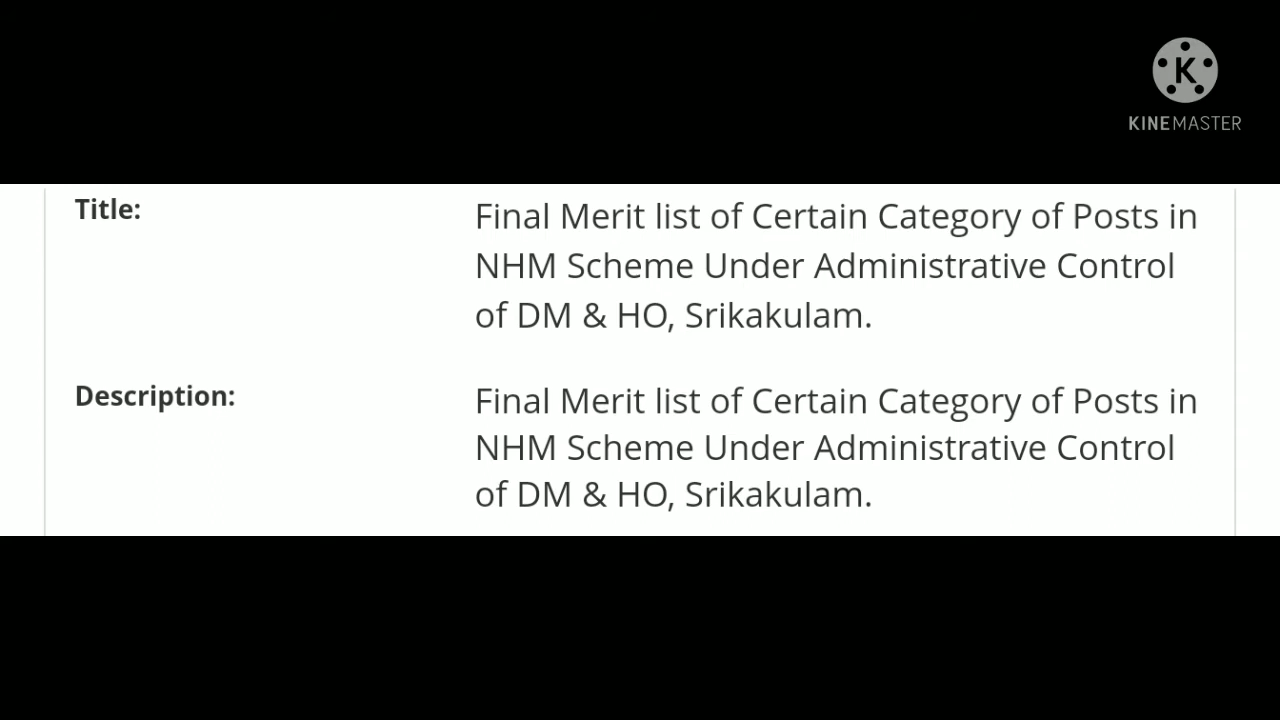 K
KINEMASTER
Title:
Final Merit list of Certain Category of Posts in
NHM Scheme Under Administrative Control
of DM & HO, Srikakulam.
Description:
Final Merit list of Certain Category of Posts in
NHM Scheme Under Administrative Control
of DM & HO, Srikakulam.